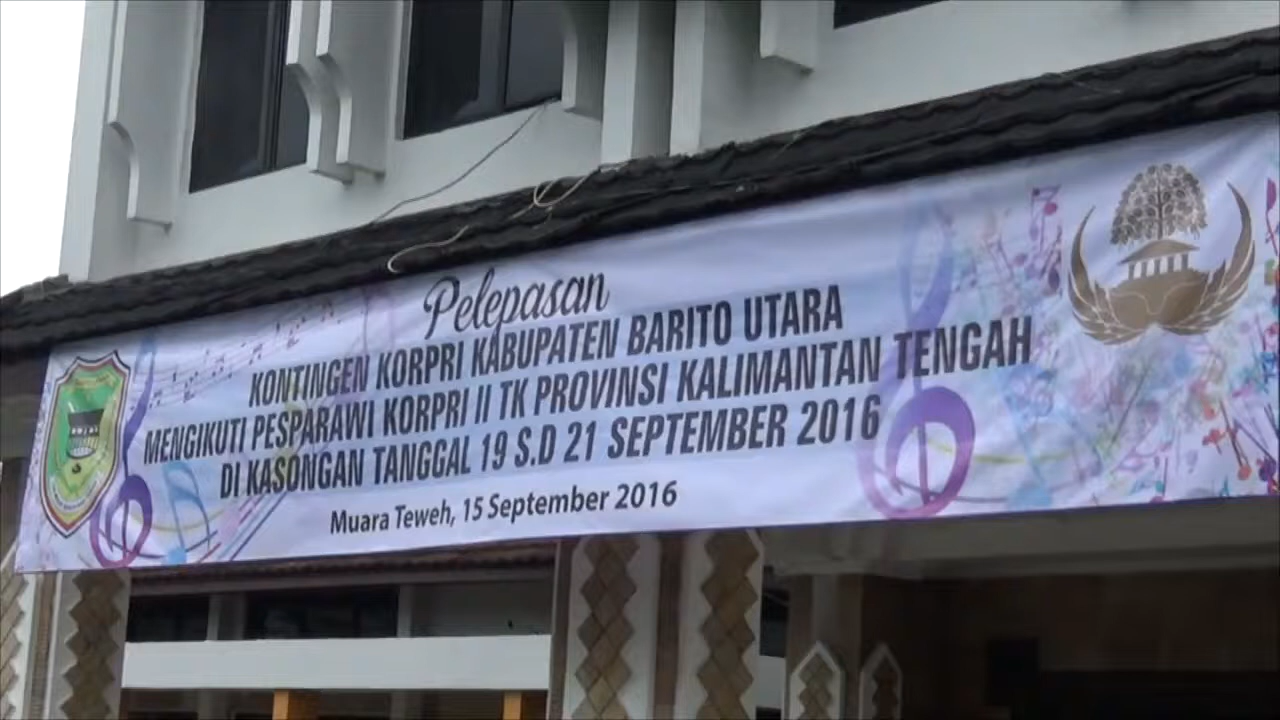 Pelepasan
KONTINGEN KORPRI KABUPATEN BARITO UTARA
MENGIKUTI PESPARAWI KORPRI II TK PROVINSI KALIMANTAN TENGAH
DI KASONGAN TANGGAL 19 S.D 21 SEPTEMBER 2016
Muara Teweh, 15 September 2016